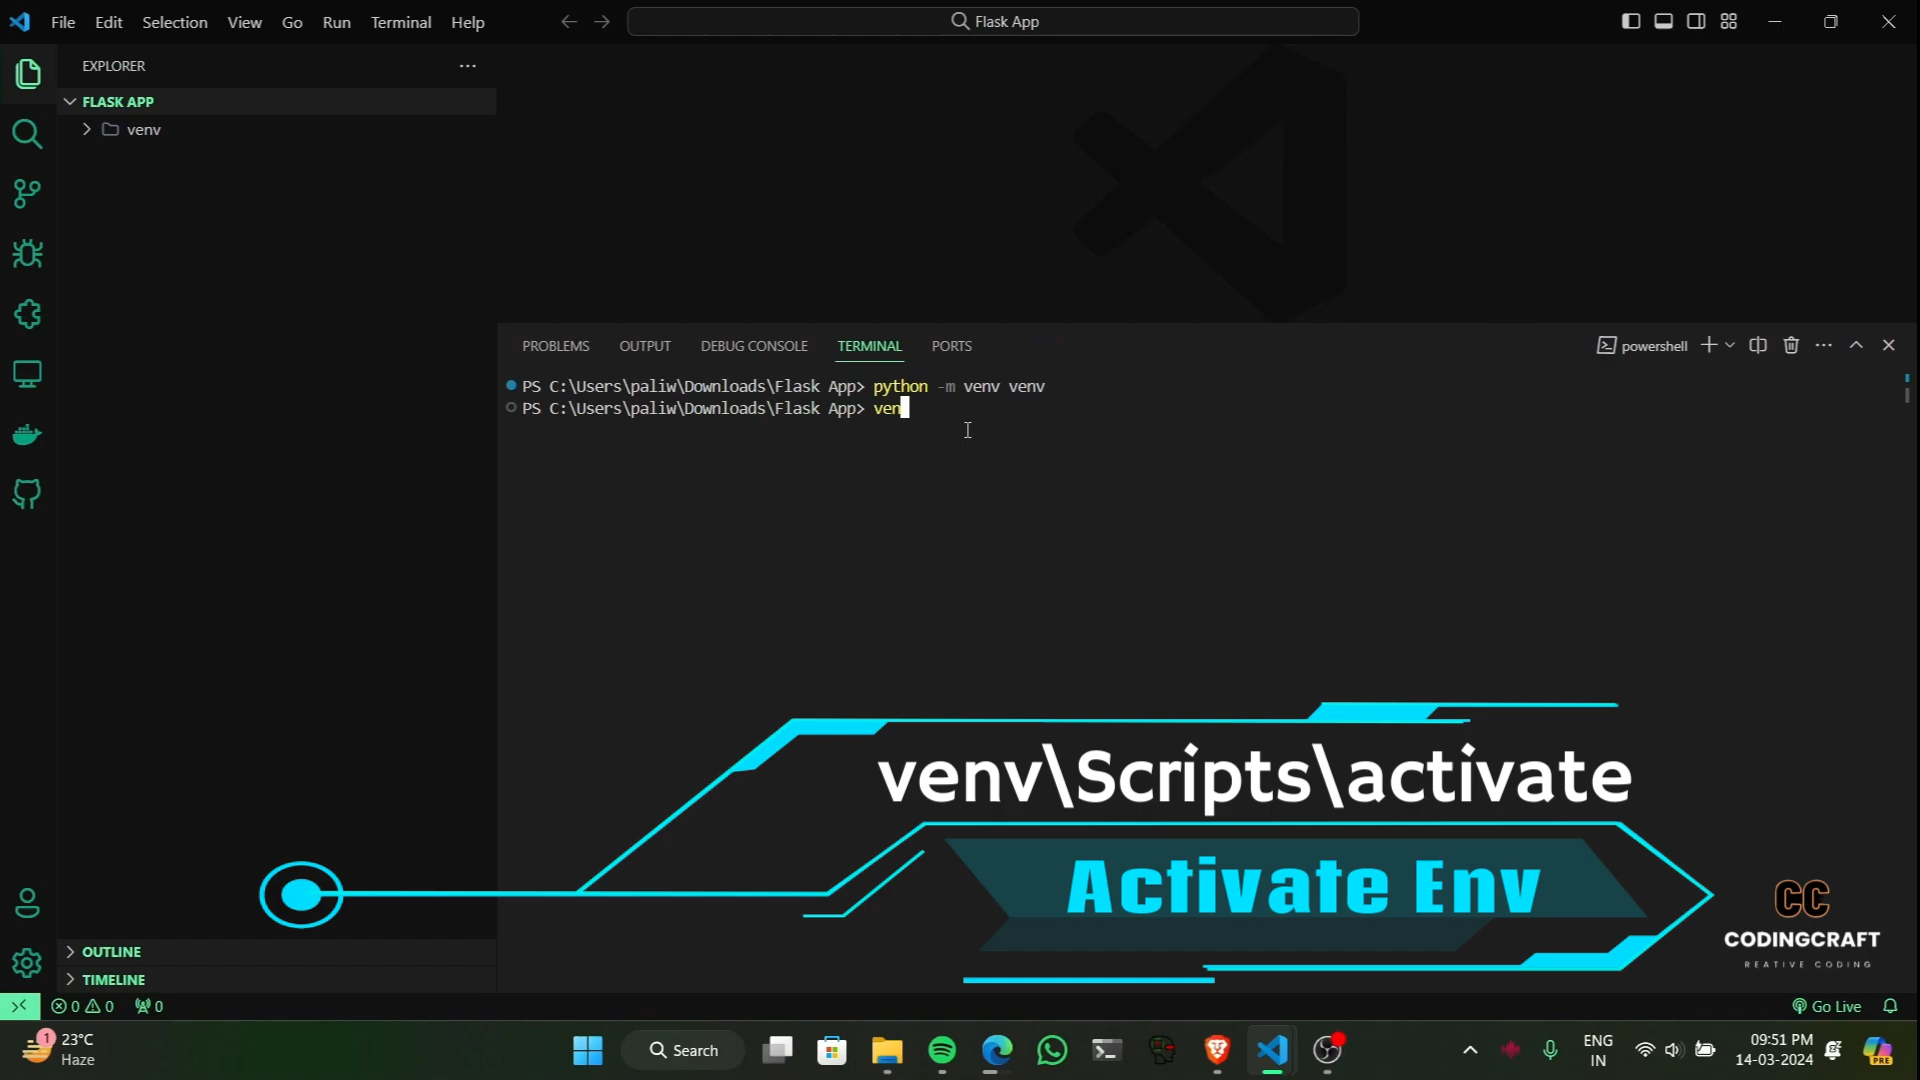 File Edit Selection View Go Run Terminal Help
Flask App
EXPLORER
FLASK APP
venv
PROBLEMS OUTPUT DEBUG CONSOLE TERMINAL PORTS
powershell
PS C:\Users\paliw\Downloads\Flask App> python -m venv venv
PS C:\Users\paliw\Downloads\Flask App> ven
venv\Scripts\activate
Activate Env
CC
CODINGCRAFT
REATIVE CODING
OUTLINE
TIMELINE
0 0 0
Go Live
1
23°C
Haze
Search
ENG
IN
09:51 PM
14-03-2024
PRE